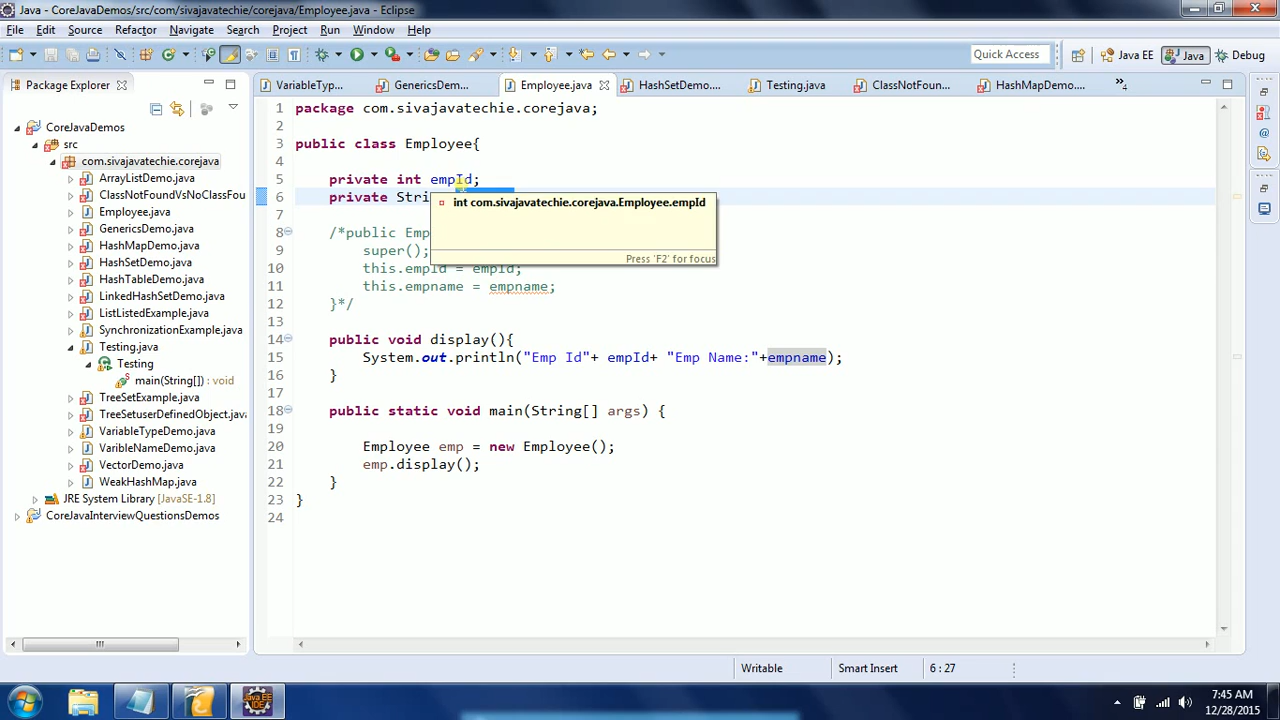 Java - CoreJavaDemos/src/com/sivajavatechie/corejava/Employee.java - Eclipse
File Edit Source Refactor Navigate Search Project Run Window Help
Quick Access Java EE Java Debug
Package Explorer
VariableTyp... GenericsDem... Employee.java HashSetDemo.... Testing.java ClassNotFoun... HashMapDemo.... »4
CoreJavaDemos
src
com.sivajavatechie.corejava
ArrayListDemo.java
ClassNotFoundVsNoClassFou
Employee.java
GenericsDemo.java
HashMapDemo.java
HashSetDemo.java
HashTableDemo.java
LinkedHashSetDemo.java
ListListedExample.java
SynchronizationExample.java
Testing.java
Testing
main(String[]) : void
TreeSetExample.java
TreeSetuserDefinedObject.java
VariableTypeDemo.java
VaribleNameDemo.java
VectorDemo.java
WeakHashMap.java
JRE System Library [JavaSE-1.8]
CoreJavaInterviewQuestionsDemos
1 package com.sivajavatechie.corejava;
2
3 public class Employee{
4
5 private int empId;
6 private Stri
int com.sivajavatechie.corejava.Employee.empId
Press 'F2' for focus
7
8 /*public Emp
9 super();
10 this.empId = empId;
11 this.empname = empname;
12 }*/
13
14 public void display(){
15 System.out.println("Emp Id"+ empId+ "Emp Name:"+empname);
16 }
17
18 public static void main(String[] args) {
19
20 Employee emp = new Employee();
21 emp.display();
22 }
23 }
24
Writable Smart Insert 6 : 27
Java EE
IDE
7:45 AM
12/28/2015